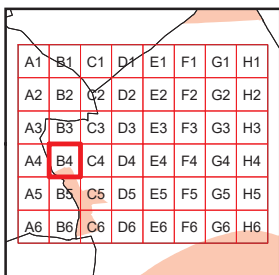 A1 B1 C1 D1 E1 F1 G1 H1
A2 B2 C2 D2 E2 F2 G2 H2
A3 B3 C3 D3 E3 F3 G3 H3
A4 B4 C4 D4 E4 F4 G4 H4
A5 B5 C5 D5 E5 F5 G5 H5
A6 B6 C6 D6 E6 F6 G6 H6